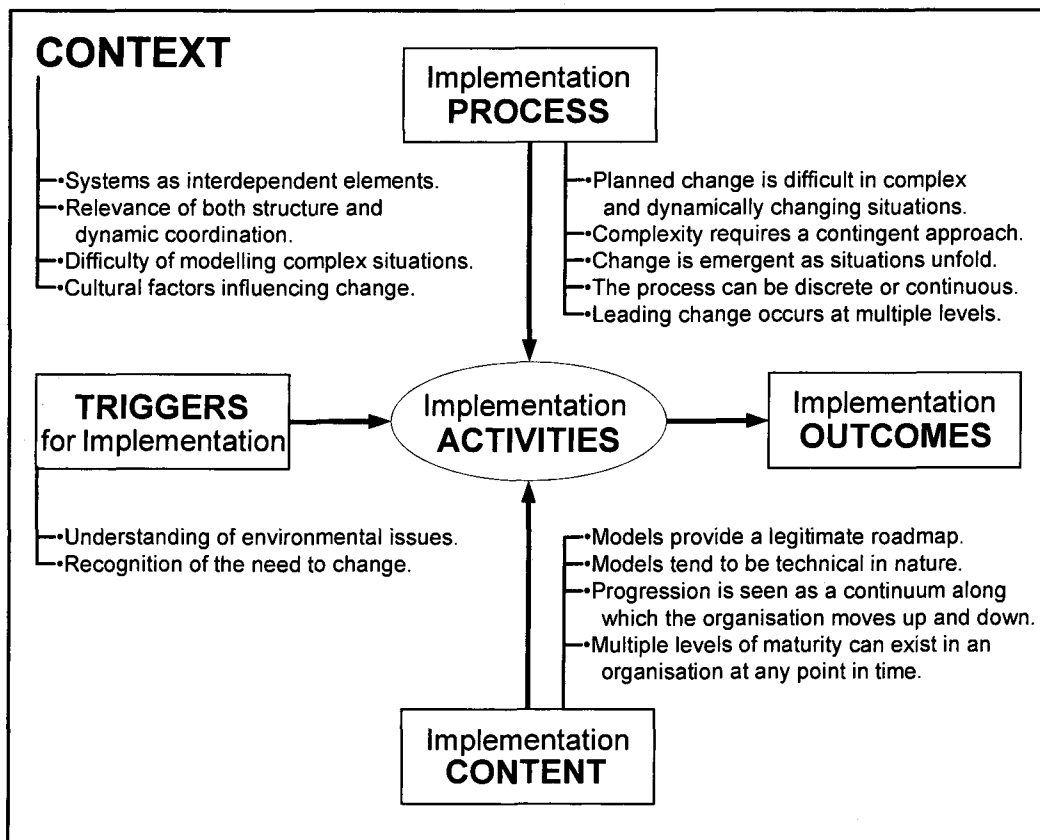 CONTEXT
Implementation
PROCESS
•Systems as interdependent elements.
•Relevance of both structure and
dynamic coordination.
•Difficulty of modelling complex situations.
•Cultural factors influencing change.
•Planned change is difficult in complex
and dynamically changing situations.
•Complexity requires a contingent approach.
•Change is emergent as situations unfold.
•The process can be discrete or continuous.
•Leading change occurs at multiple levels.
TRIGGERS
for Implementation
Implementation
ACTIVITIES
Implementation
OUTCOMES
•Understanding of environmental issues.
•Recognition of the need to change.
•Models provide a legitimate roadmap.
•Models tend to be technical in nature.
•Progression is seen as a continuum along
which the organisation moves up and down.
•Multiple levels of maturity can exist in an
organisation at any point in time.
Implementation
CONTENT